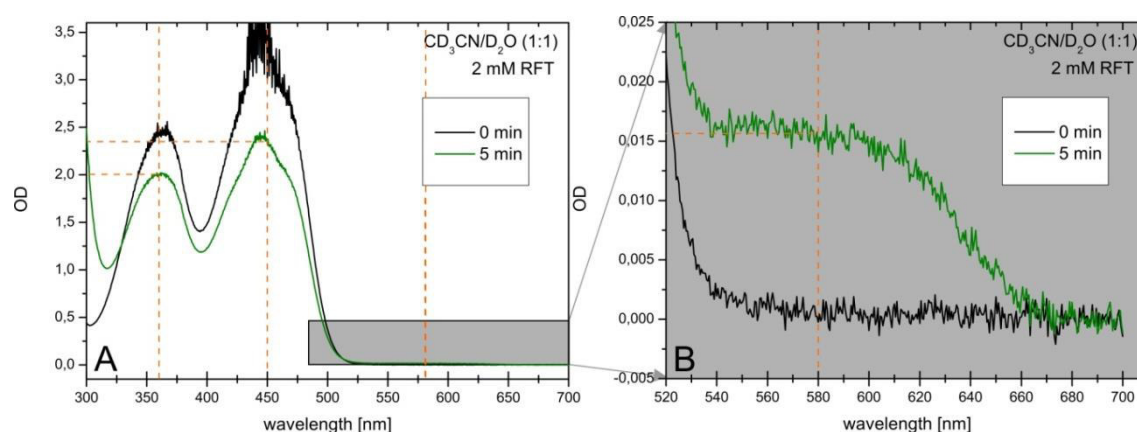 3,5
3,0
2,5
2,0
1,5
1,0
0,5
0,0
OD
CD₃CN/D₂O (1:1)
2 mM RFT
0 min
5 min
A
300 350 400 450 500 550 600 650 700
wavelength [nm]
0,025
0,020
0,015
0,010
0,005
0,000
-0,005
OD
CD₃CN/D₂O (1:1)
2 mM RFT
0 min
5 min
B
520 540 560 580 600 620 640 660 680 700
wavelength [nm]